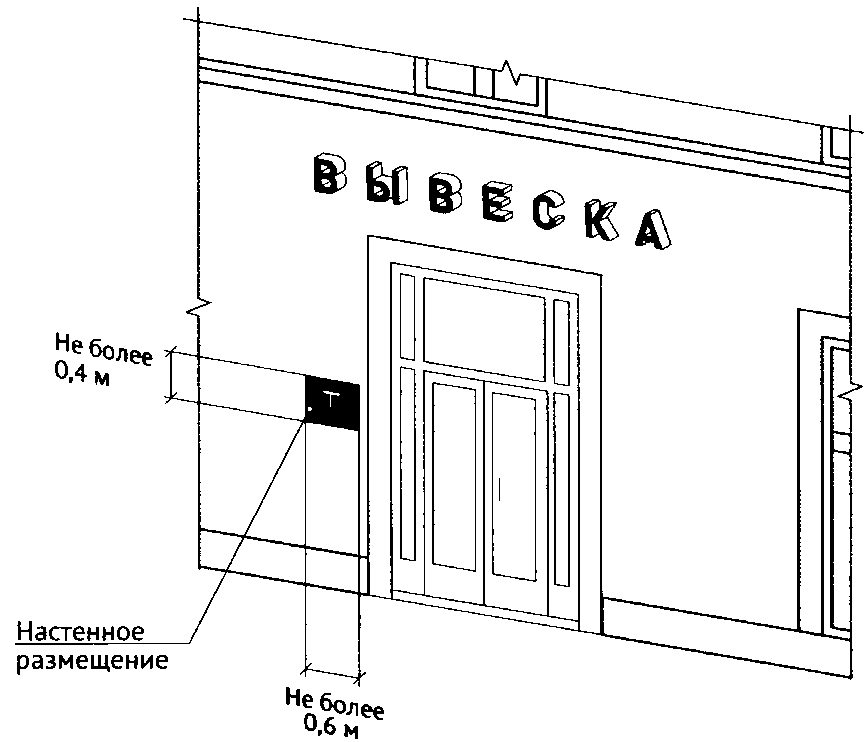 ВЫВЕСКА
Не более
0,4 м
Т
Настенное
размещение
Не более
0,6 м